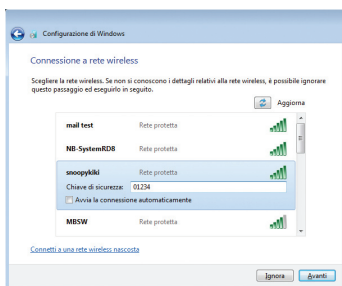 Configurazione di Windows
Connessione a rete wireless
Scegliere la rete wireless. Se non si conoscono i dettagli relativi alla rete wireless, è possibile ignorare
questo passaggio ed eseguirlo in seguito.
Aggiorna
mail test Rete protetta
NB-SystemRD8 Rete protetta
snoopykiki Rete protetta
Chiave di sicurezza: 01234
Avvia la connessione automaticamente
MBSW Rete protetta
Connetti a una rete wireless nascosta
Ignora Avanti